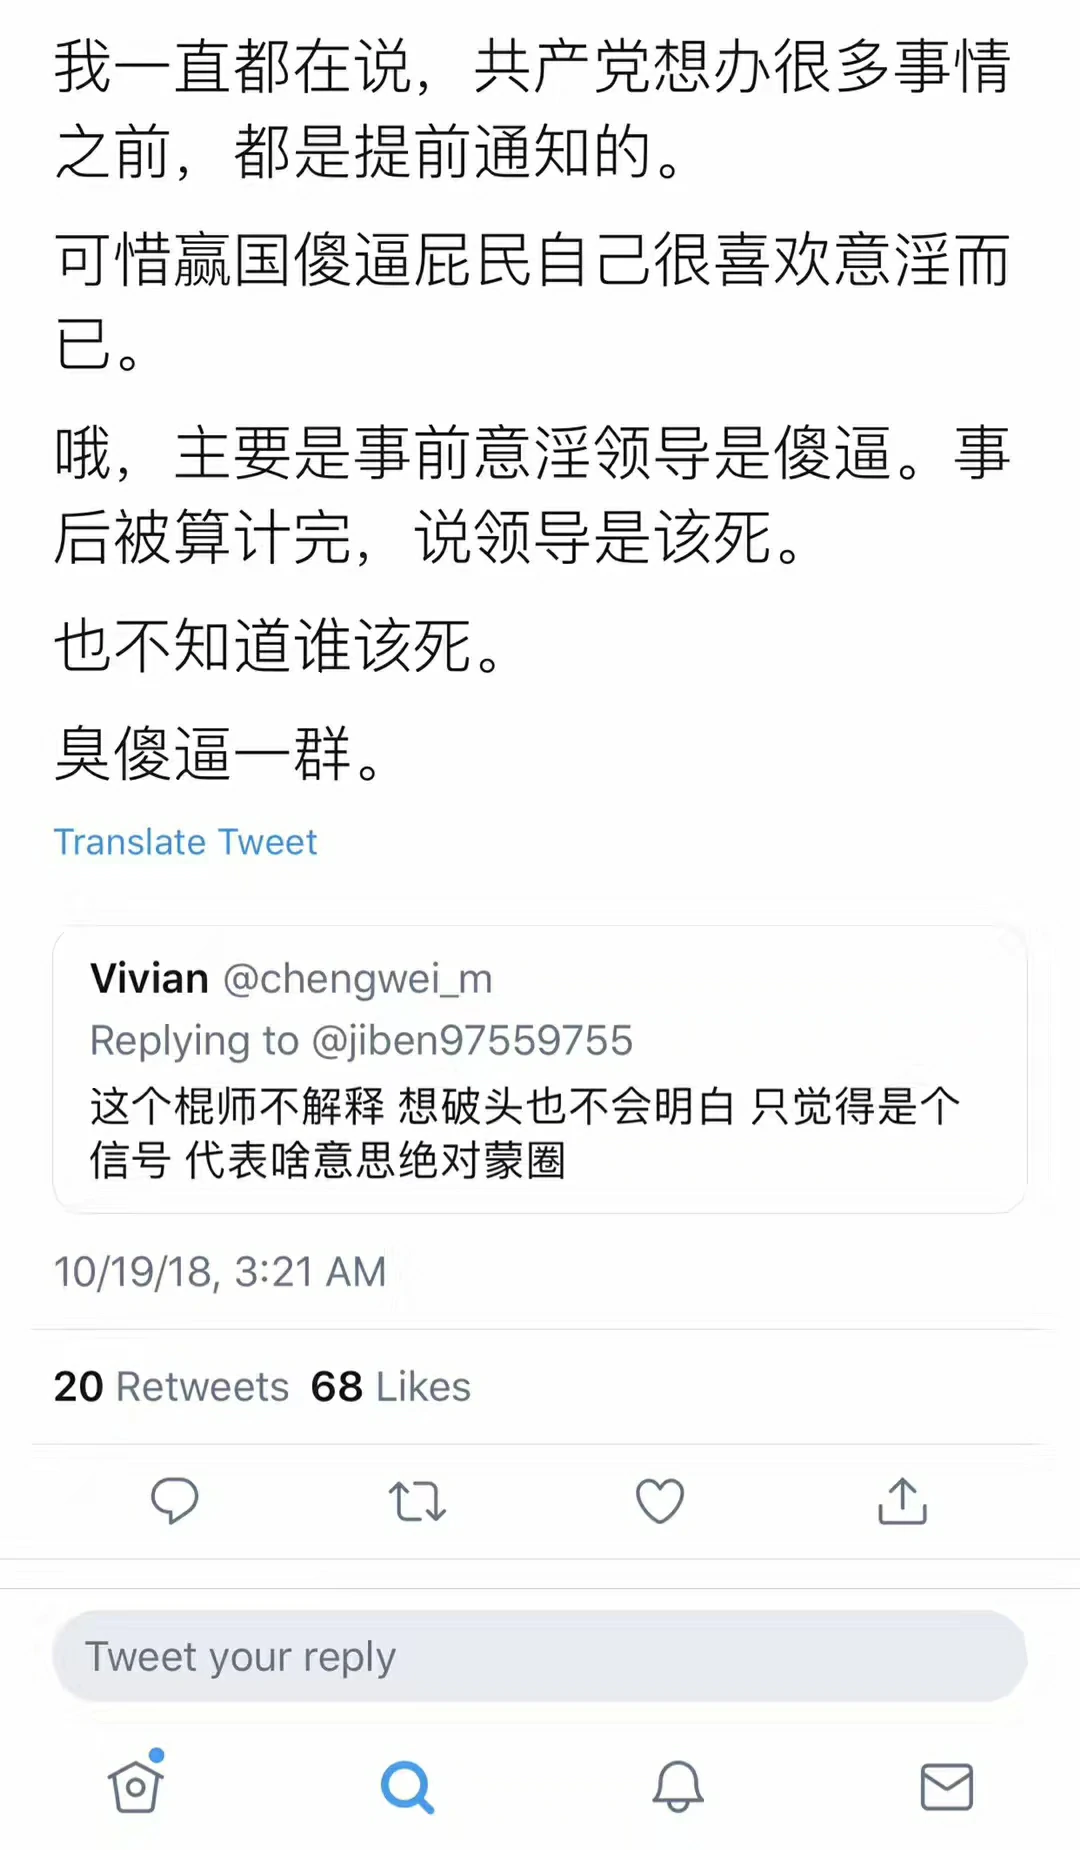 我一直都在说，共产党想办很多事情
之前，都是提前通知的。
可惜赢国傻逼屁民自己很喜欢意淫而
已。
哦，主要是事前意淫领导是傻逼。事
后被算计完，说领导是该死。
也不知道谁该死。
臭傻逼一群。
Translate Tweet
Vivian @chengwei_m
Replying to @jiben97559755
这个棍师不解释 想破头也不会明白 只觉得是个
信号 代表啥意思绝对蒙圈
10/19/18, 3:21 AM
20 Retweets 68 Likes
Tweet your reply